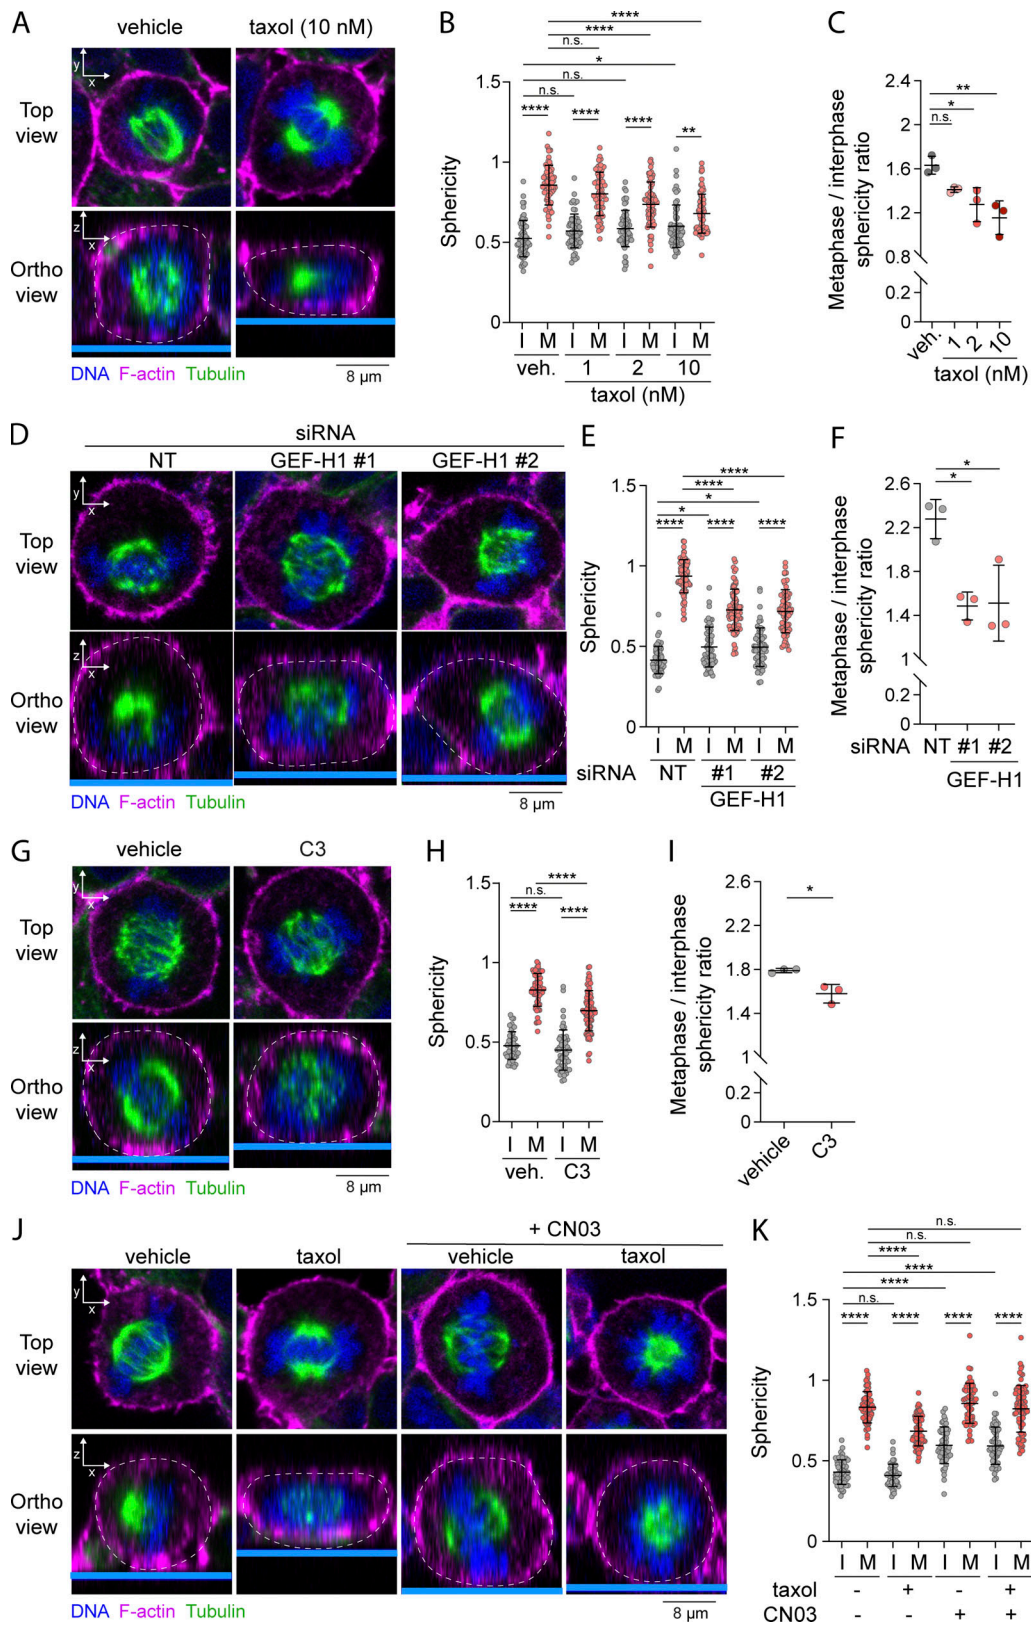 A
vehicle
taxol (10 nM)
Top
view
y
x
Ortho
view
z
x
DNA F-actin Tubulin
8 µm
B
****
****
n.s.
*
n.s.
n.s.
****
****
****
**
1.5
1
0.5
0
Sphericity
I M I M I M I M
veh. 1 2 10
taxol (nM)
C
2.4
2
1.6
1.2
0.8
0.2
0
Metaphase / interphase
sphericity ratio
**
*
n.s.
veh. 1 2 10
taxol (nM)
D
siRNA
NT
GEF-H1 #1
GEF-H1 #2
Top
view
y
x
Ortho
view
z
x
DNA F-actin Tubulin
8 µm
E
****
****
*
*
****
****
****
1.5
1
0.5
0
Sphericity
I M I M I M
siRNA NT #1 #2
GEF-H1
F
2.6
2.2
1.8
1.4
1
0.2
0
Metaphase / interphase
sphericity ratio
*
*
siRNA NT #1 #2
GEF-H1
G
vehicle
C3
Top
view
y
x
Ortho
view
z
x
DNA F-actin Tubulin
8 µm
H
****
n.s.
****
****
1.5
1
0.5
0
Sphericity
I M I M
veh. C3
I
2.6
2.2
1.8
1.4
1
0.2
0
Metaphase / interphase
sphericity ratio
*
vehicle
C3
J
+ CN03
vehicle
taxol
vehicle
taxol
Top
view
y
x
Ortho
view
z
x
DNA F-actin Tubulin
8 µm
K
n.s.
n.s.
****
****
****
n.s.
****
****
****
****
1.5
1
0.5
0
Sphericity
I M I M I M I M
taxol - + - +
CN03 - - + +